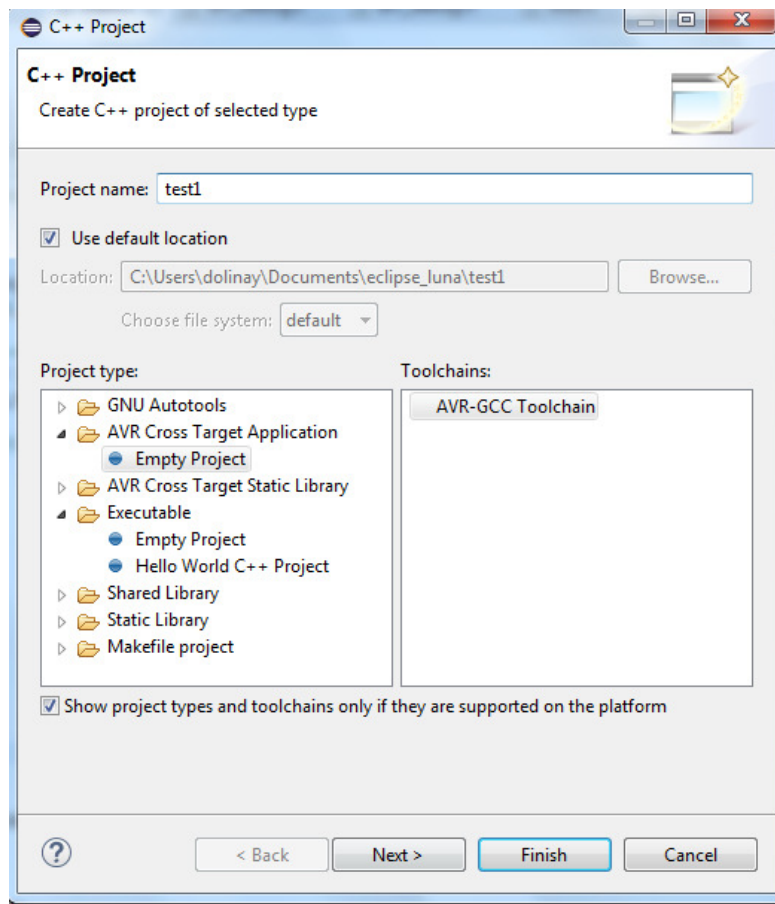 C++ Project
C++ Project
Create C++ project of selected type
Project name: test1
Use default location
Location: C:\Users\dolinay\Documents\eclipse_luna\test1 Browse...
Choose file system: default
Project type: Toolchains:
GNU Autotools AVR-GCC Toolchain
AVR Cross Target Application
Empty Project
AVR Cross Target Static Library
Executable
Empty Project
Hello World C++ Project
Shared Library
Static Library
Makefile project
Show project types and toolchains only if they are supported on the platform
? < Back Next > Finish Cancel